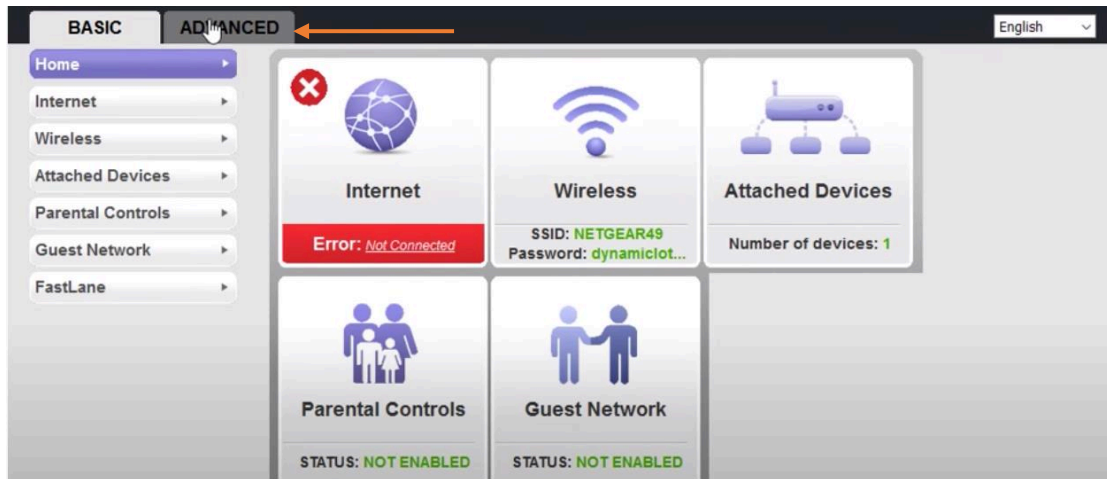 BASIC
ADVANCED
English
Home
Internet
Wireless
Attached Devices
Parental Controls
Guest Network
FastLane
Internet
Error: Not Connected
Wireless
SSID: NETGEAR49
Password: dynamiclot...
Attached Devices
Number of devices: 1
Parental Controls
STATUS: NOT ENABLED
Guest Network
STATUS: NOT ENABLED